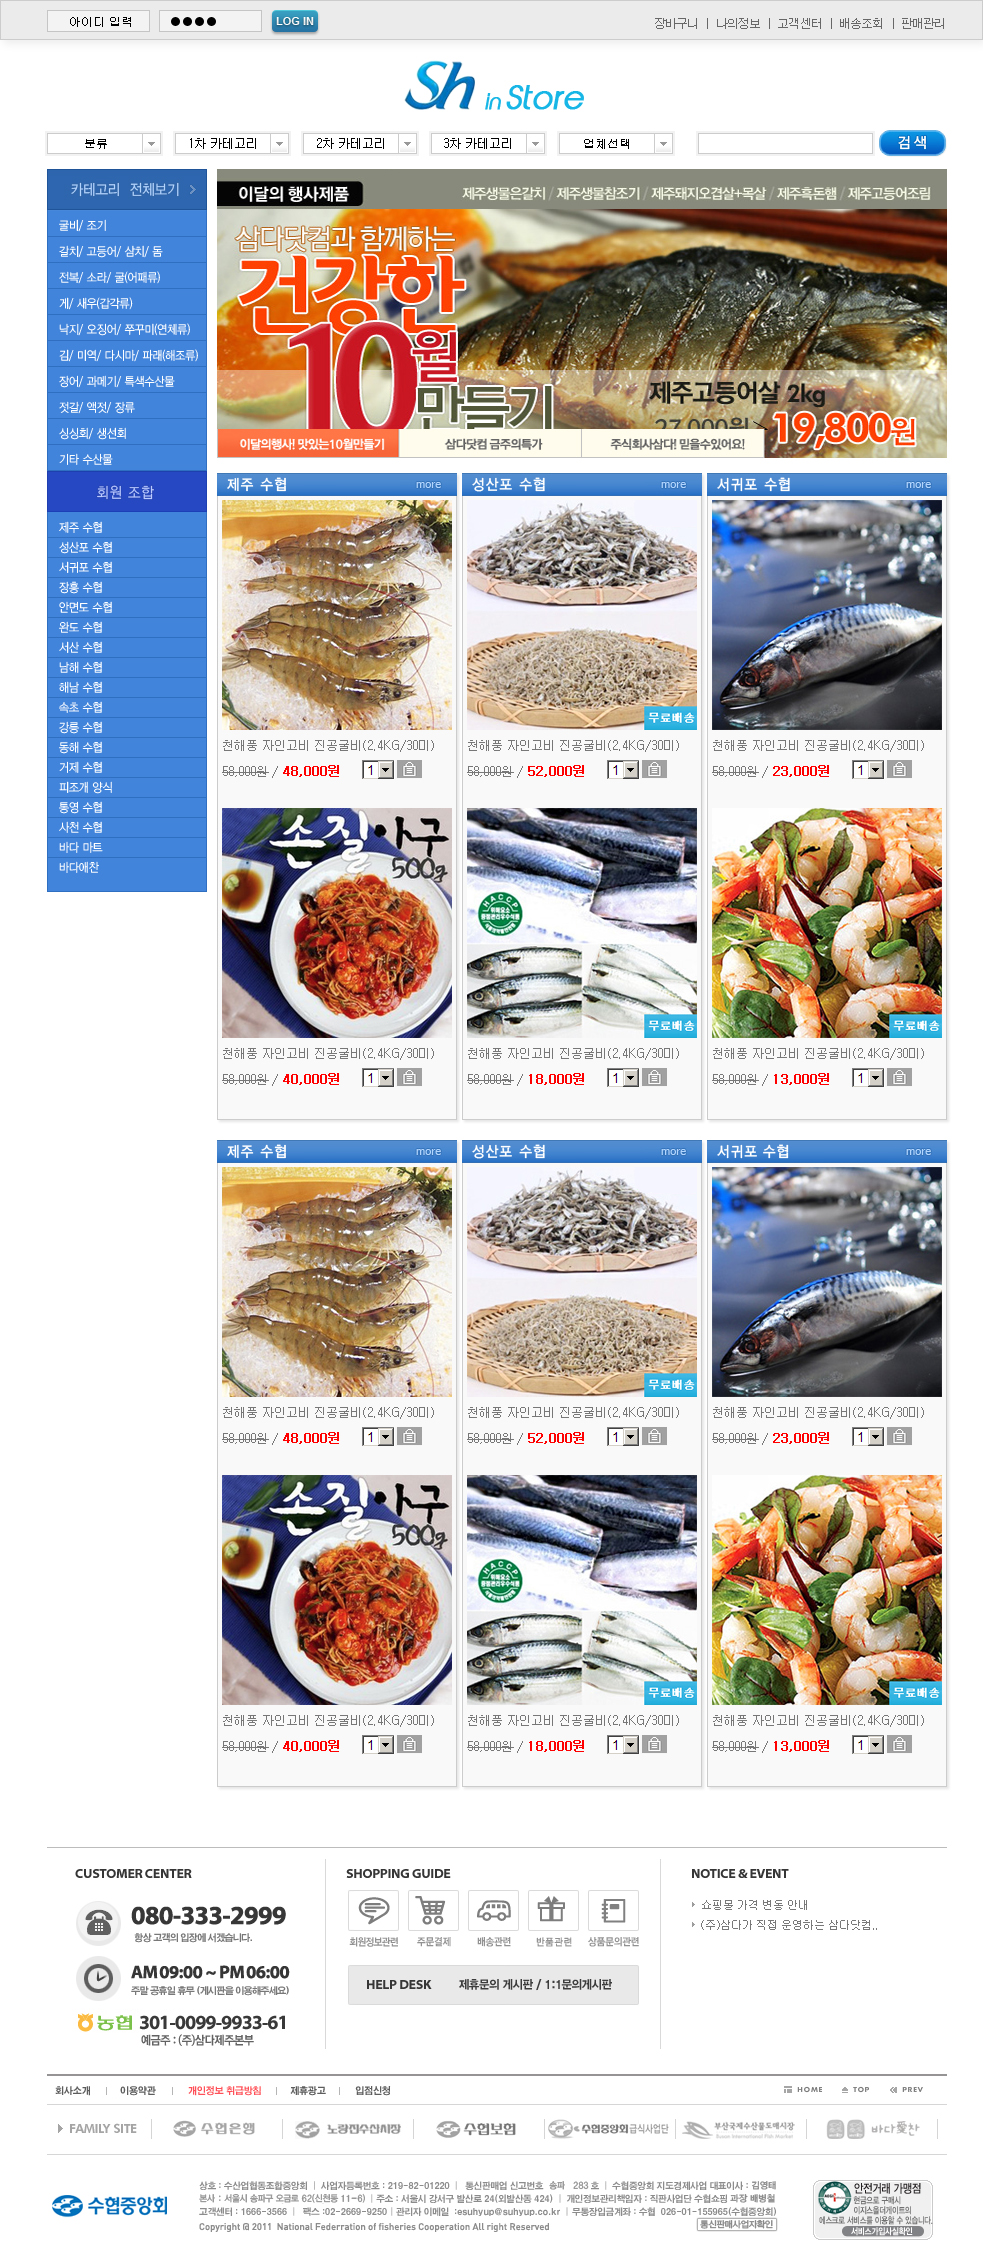 아이디 입력 ●●●● LOG IN 장바구니 | 나의정보 | 고객센터 | 배송조회 | 판매관리
Sh in Store
분류 1차 카테고리 2차 카테고리 3차 카테고리 업체선택 검색
카테고리 전체보기
굴비/ 조기
갈치/ 고등어/ 삼치/ 돔
전복/ 소라/ 굴(어패류)
게/ 새우(갑각류)
낙지/ 오징어/ 쭈꾸미(연체류)
김/ 미역/ 다시마/ 파래(해조류)
장어/ 과메기/ 특색수산물
젓갈/ 액젓/ 장류
싱싱회/ 생선회
기타 수산물
회원 조합
제주 수협
성산포 수협
서귀포 수협
장흥 수협
안면도 수협
완도 수협
서산 수협
남해 수협
해남 수협
속초 수협
강릉 수협
동해 수협
거제 수협
피조개 양식
통영 수협
사천 수협
바다 마트
바다애찬
이달의 행사제품 제주생물은갈치 / 제주생물참조기 / 제주돼지오겹살+목살 / 제주흑돈햄 / 제주고등어조림
삼다닷컴과 함께하는
건강한
10월
만들기
제주고등어살 2kg
27,000원
19,800원
이달의행사! 맛있는10월만들기 삼다닷컴 금주의특가 주식회사삼다! 믿을수있어요!
제주 수협 more 성산포 수협 more 서귀포 수협 more
무료배송
천해풍 자인고비 진공굴비(2,4KG/30미) 천해풍 자인고비 진공굴비(2,4KG/30미) 천해풍 자인고비 진공굴비(2,4KG/30미)
58,000원 / 48,000원 1 58,000원 / 52,000원 1 58,000원 / 23,000원 1
손질아구
500g
HACCP
위해요소
중점관리우수식품
무료배송 무료배송
천해풍 자인고비 진공굴비(2,4KG/30미) 천해풍 자인고비 진공굴비(2,4KG/30미) 천해풍 자인고비 진공굴비(2,4KG/30미)
58,000원 / 40,000원 1 58,000원 / 18,000원 1 58,000원 / 13,000원 1
제주 수협 more 성산포 수협 more 서귀포 수협 more
무료배송
천해풍 자인고비 진공굴비(2,4KG/30미) 천해풍 자인고비 진공굴비(2,4KG/30미) 천해풍 자인고비 진공굴비(2,4KG/30미)
58,000원 / 48,000원 1 58,000원 / 52,000원 1 58,000원 / 23,000원 1
손질아구
500g
HACCP
위해요소
중점관리우수식품
무료배송 무료배송
천해풍 자인고비 진공굴비(2,4KG/30미) 천해풍 자인고비 진공굴비(2,4KG/30미) 천해풍 자인고비 진공굴비(2,4KG/30미)
58,000원 / 40,000원 1 58,000원 / 18,000원 1 58,000원 / 13,000원 1
CUSTOMER CENTER
080-333-2999
항상 고객의 입장에 서겠습니다.
AM 09:00 ~ PM 06:00
주말 공휴일 휴무 (게시판을 이용해주세요)
농협 301-0099-9933-61
예금주 : (주)삼다제주본부
SHOPPING GUIDE
회원정보관련 주문결제 배송관련 반품관련 상품문의관련
HELP DESK 제휴문의 게시판 / 1:1문의게시판
NOTICE & EVENT
쇼핑몽 가격 변동 안내
(주)삼다가 직접 운영하는 삼다닷컴..
회사소개 | 이용약관 | 개인정보 취급방침 | 제휴광고 | 입점신청 HOME TOP PREV
FAMILY SITE 수협은행 노량진수산시장 수협보험 수협중앙회급식사업단 부산국제수산물도매시장 바다愛찬
Busan International Fish Market
수협중앙회
상호 : 수산업협동조합중앙회 | 사업자등록번호 : 219-82-01220 | 통신판매업 신고번호 송파 283 호 | 수협중앙회 지도경제사업 대표이사 : 김영태
본사 : 서울시 송파구 오금로 62(신천동 11-6) | 주소 : 서울시 강서구 발산로 24(외발산동 424) | 개인정보관리책임자 : 직판사업단 수협쇼핑 과장 배병철
고객센터 : 1666-3566 | 팩스 :02-2669-9250 | 관리자 이메일 :esuhyup@suhyup.co.kr | 무통장입금계좌 : 수협 026-01-155965(수협중앙회)
Copyright @ 2011 National Federration of fisheries Cooperation All right Reserved 통신판매사업자확인
안전거래 가맹점
현금으로 구매시
이지스올더게이트의
에스크로 서비스를 이용할 수 있습니다.
서비스가입사실확인